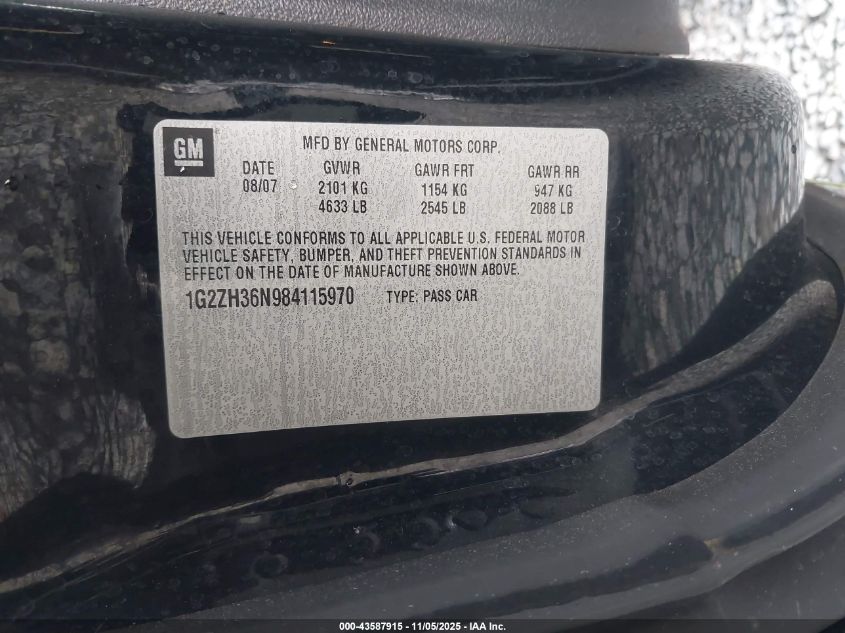 GM
MFD BY GENERAL MOTORS CORP.
DATE GVWR GAWR FRT GAWR RR
08/07 2101 KG 1154 KG 947 KG
4633 LB 2545 LB 2088 LB
THIS VEHICLE CONFORMS TO ALL APPLICABLE U.S. FEDERAL MOTOR
VEHICLE SAFETY, BUMPER, AND THEFT PREVENTION STANDARDS IN
EFFECT ON THE DATE OF MANUFACTURE SHOWN ABOVE.
1G2ZH36N984115970 TYPE: PASS CAR
000-43587915 - 11/05/2025 - IAA Inc.